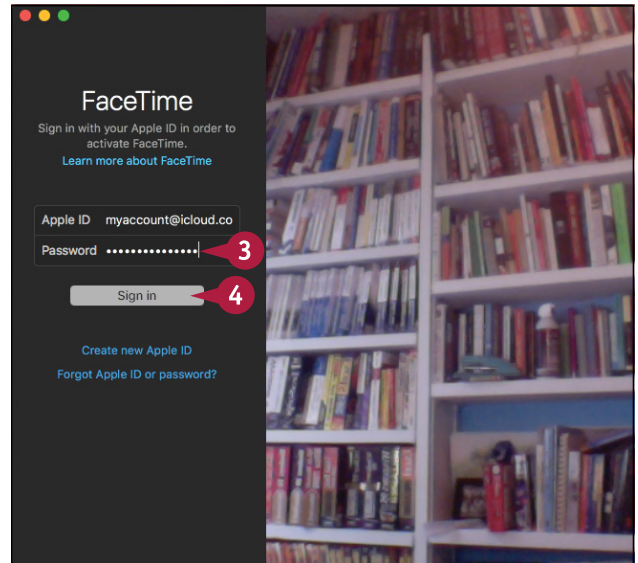 FaceTime
Sign in with your Apple ID in order to
activate FaceTime.
Learn more about FaceTime
Apple ID myaccount@icloud.co
Password ••••••••••••••• 3
Sign in 4
Create new Apple ID
Forgot Apple ID or password?